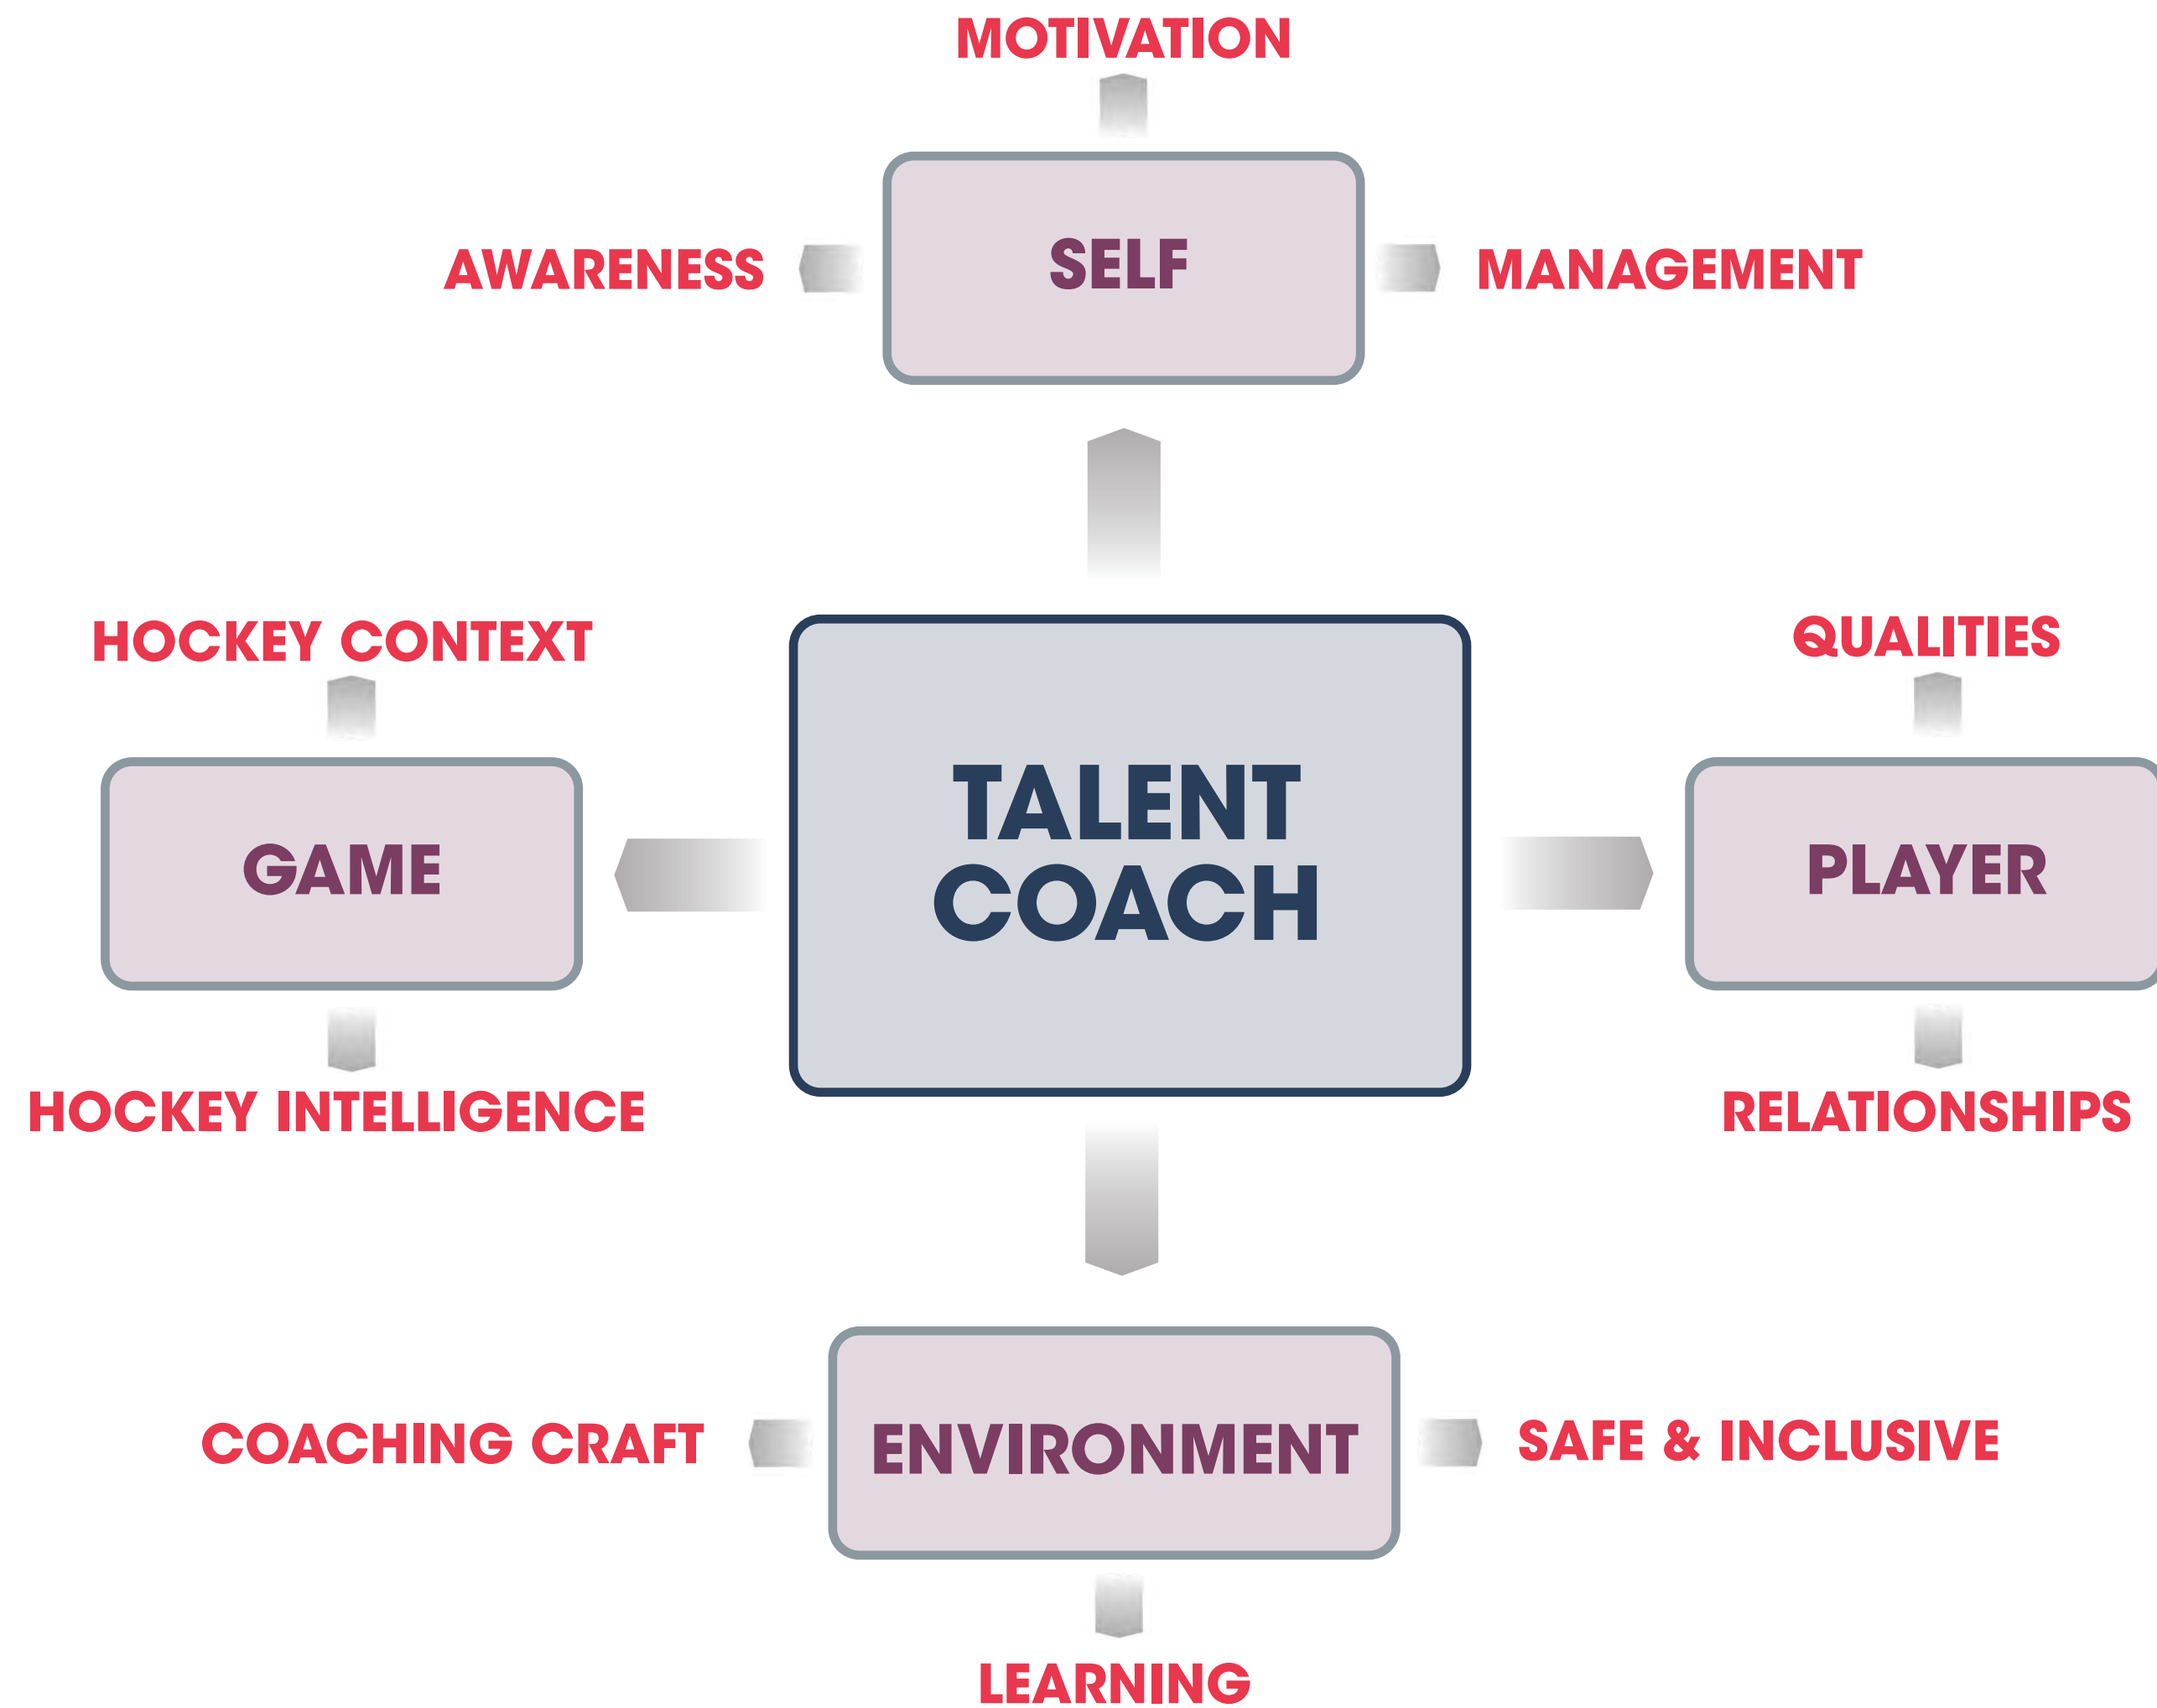 MOTIVATION
AWARENESS
SELF
MANAGEMENT
HOCKEY CONTEXT
QUALITIES
TALENT
COACH
GAME
PLAYER
HOCKEY INTELLIGENCE
RELATIONSHIPS
COACHING CRAFT
ENVIRONMENT
SAFE & INCLUSIVE
LEARNING